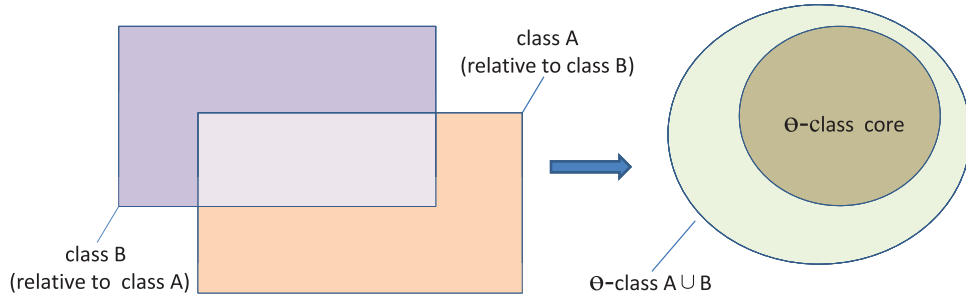 class A
(relative to class B)
class B
(relative to class A)
ɵ-class core
ɵ-class A∪B